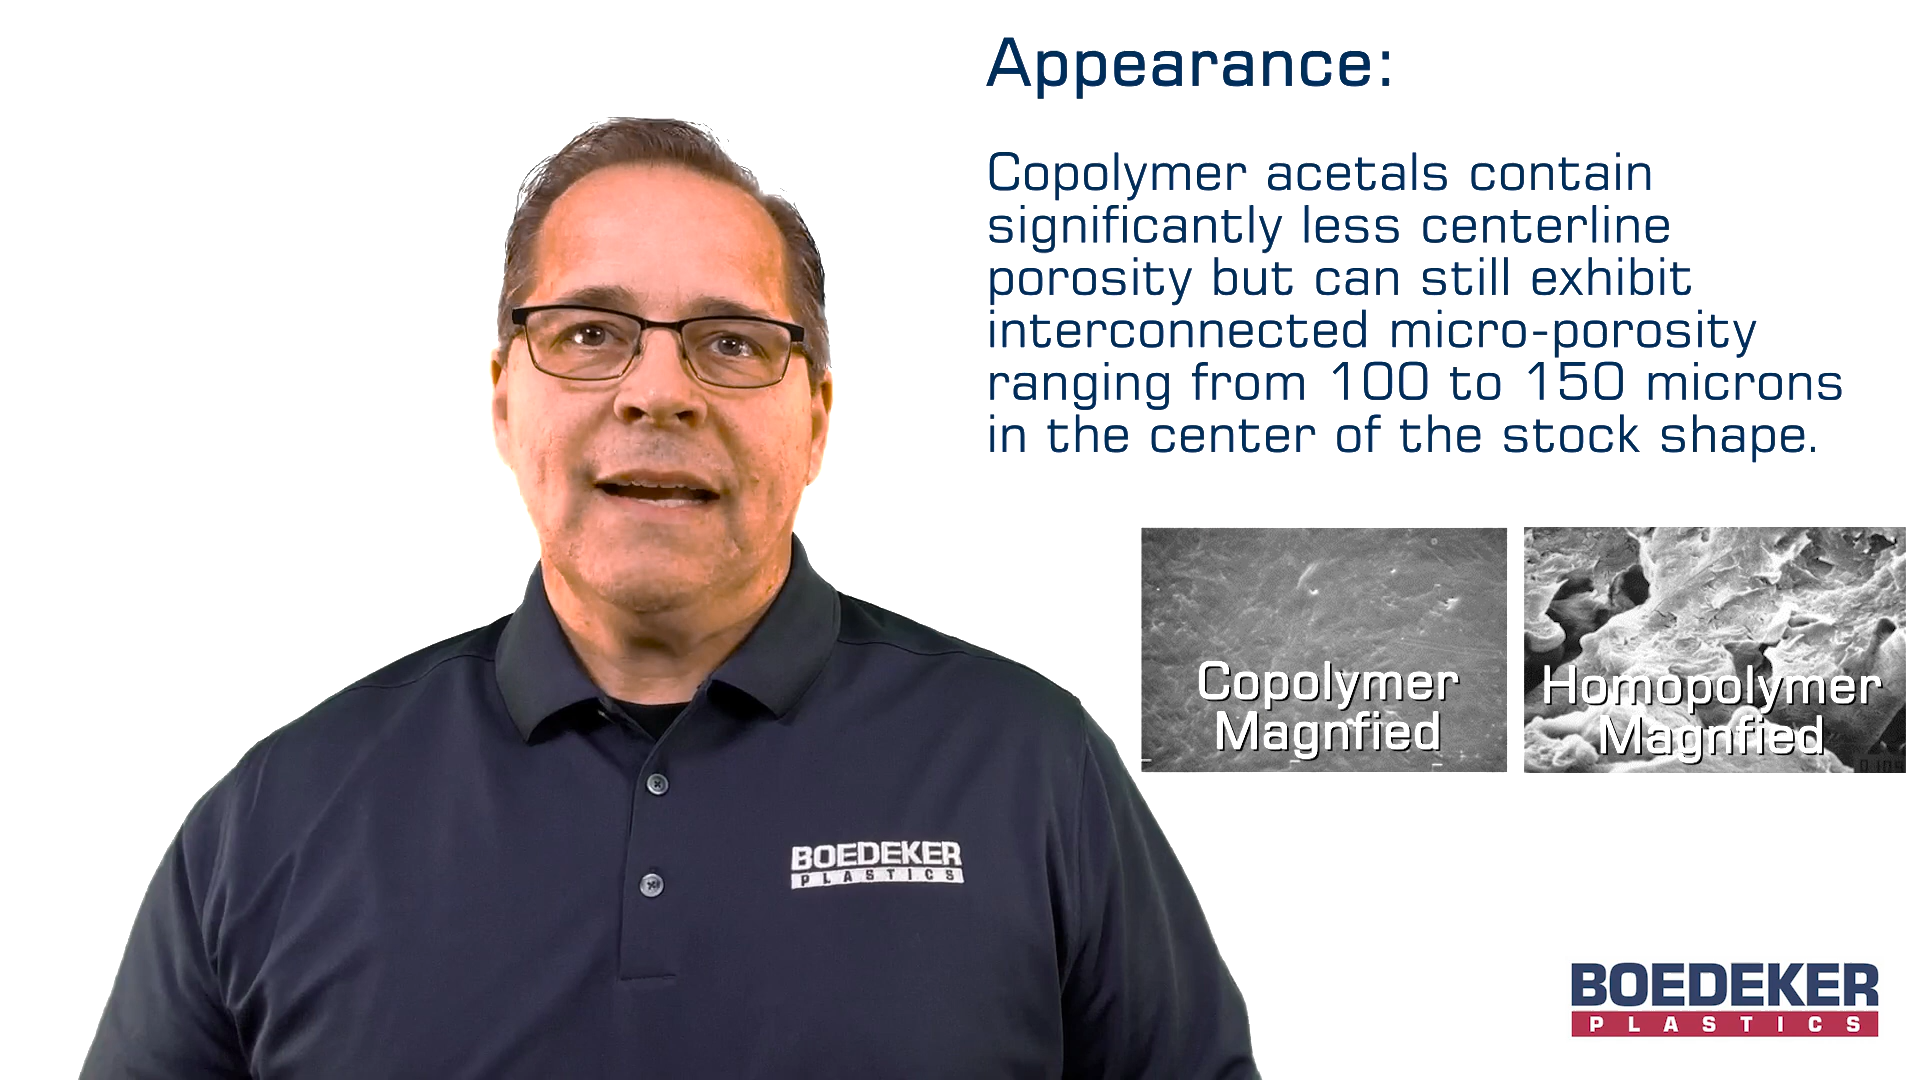 Appearance:
Copolymer acetals contain
significantly less centerline
porosity but can still exhibit
interconnected micro-porosity
ranging from 100 to 150 microns
in the center of the stock shape.
Copolymer
Magnfied
Homopolymer
Magnfied
BOEDEKER
PLASTICS
BOEDEKER
PLASTICS